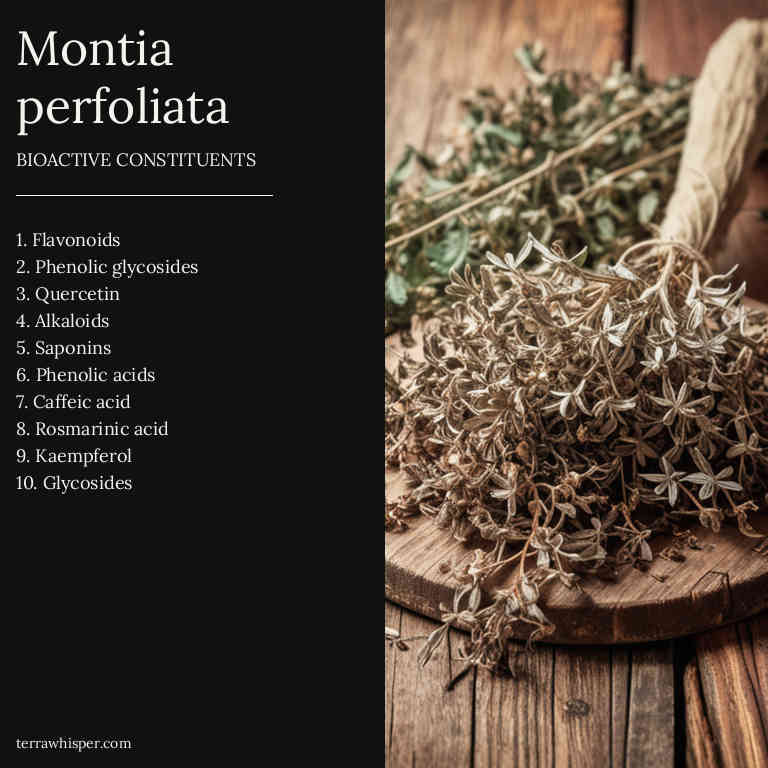 Montia
perfoliata
BIOACTIVE CONSTITUENTS
1. Flavonoids
2. Phenolic glycosides
3. Quercetin
4. Alkaloids
5. Saponins
6. Phenolic acids
7. Caffeic acid
8. Rosmarinic acid
9. Kaempferol
10. Glycosides
terrawhisper.com